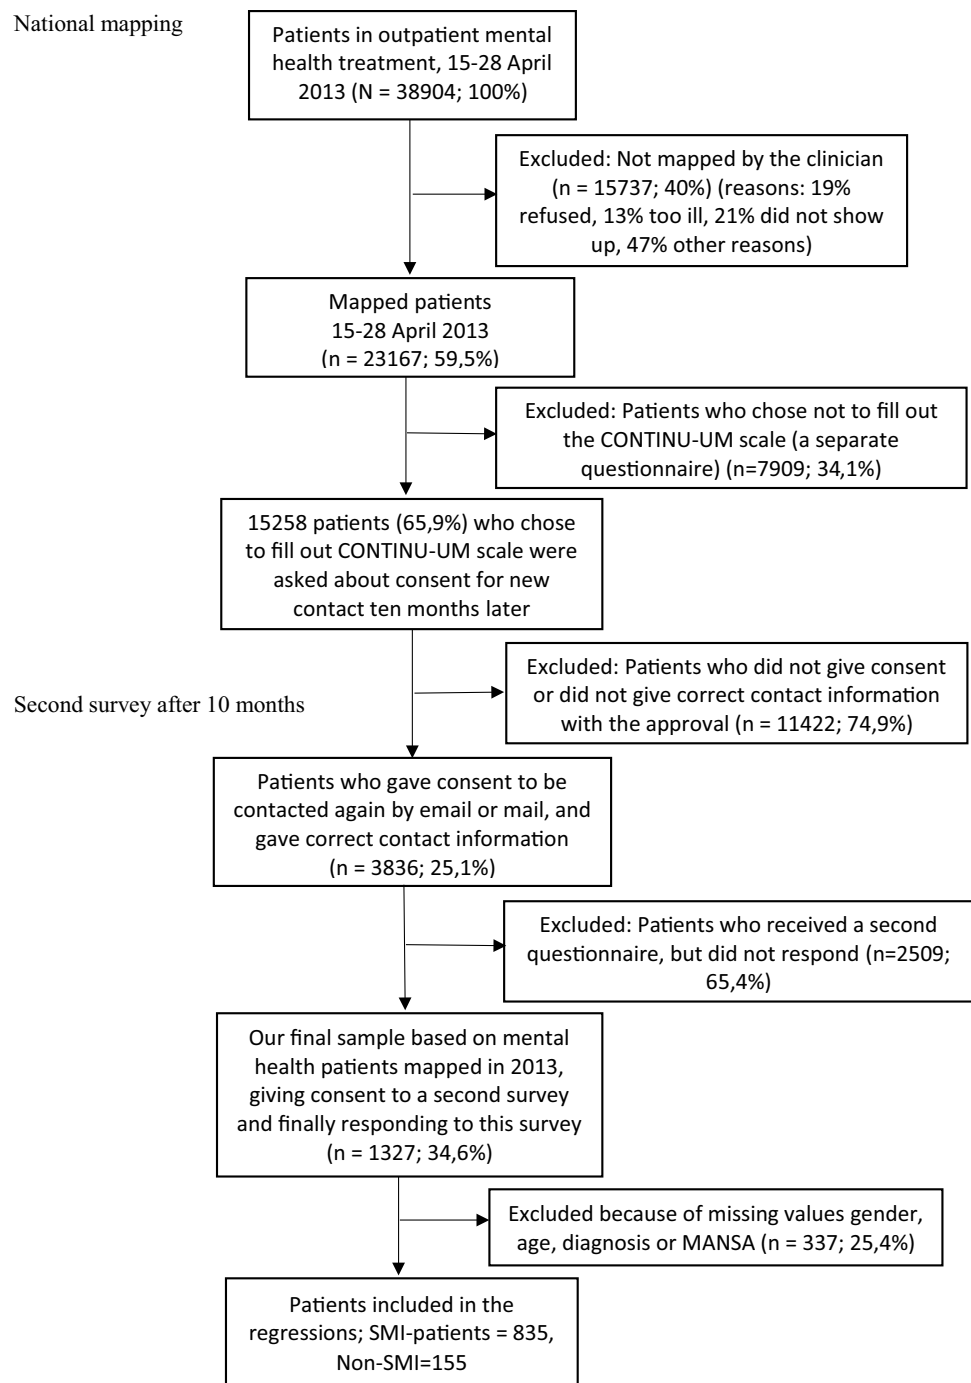 National mapping
Patients in outpatient mental
health treatment, 15-28 April
2013 (N = 38904; 100%)
Excluded: Not mapped by the clinician
(n = 15737; 40%) (reasons: 19%
refused, 13% too ill, 21% did not show
up, 47% other reasons)
Mapped patients
15-28 April 2013
(n = 23167; 59,5%)
Excluded: Patients who chose not to fill out
the CONTINU-UM scale (a separate
questionnaire) (n=7909; 34,1%)
15258 patients (65,9%) who chose
to fill out CONTINU-UM scale were
asked about consent for new
contact ten months later
Excluded: Patients who did not give consent
or did not give correct contact information
with the approval (n = 11422; 74,9%)
Second survey after 10 months
Patients who gave consent to be
contacted again by email or mail, and
gave correct contact information
(n = 3836; 25,1%)
Excluded: Patients who received a second
questionnaire, but did not respond (n=2509;
65,4%)
Our final sample based on mental
health patients mapped in 2013,
giving consent to a second survey
and finally responding to this survey
(n = 1327; 34,6%)
Excluded because of missing values gender,
age, diagnosis or MANSA (n = 337; 25,4%)
Patients included in the
regressions; SMI-patients = 835,
Non-SMI=155